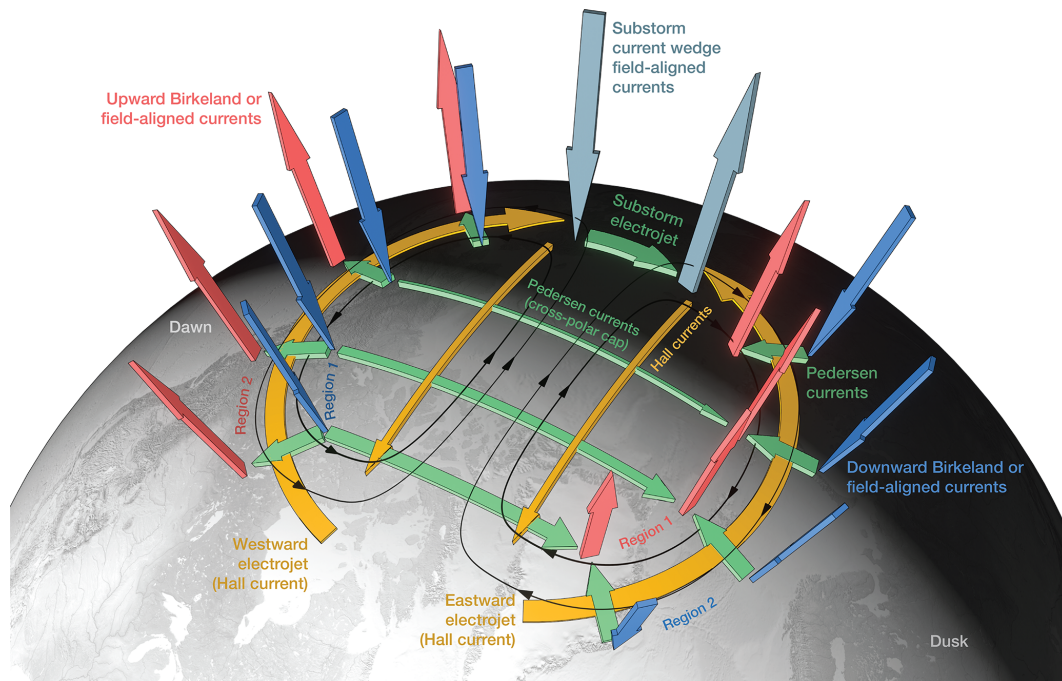 Substorm
current wedge
field-aligned
currents
Upward Birkeland or
field-aligned currents
Substorm
electrojet
Pedersen currents
(cross-polar cap)
Hall currents
Dawn
Region 2
Region 1
Pedersen
currents
Downward Birkeland or
field-aligned currents
Region 1
Westward
electrojet
(Hall current)
Eastward
electrojet
(Hall current)
Region 2
Dusk